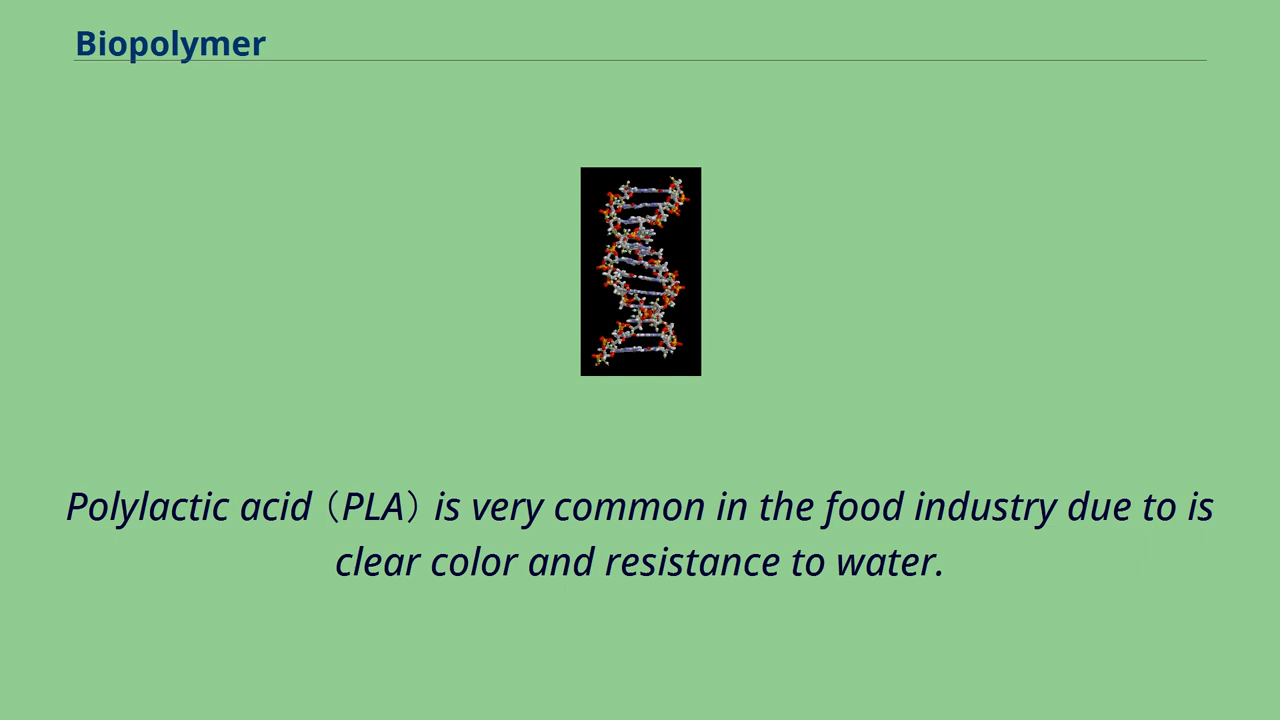 Biopolymer
Polylactic acid（PLA）is very common in the food industry due to is
clear color and resistance to water.